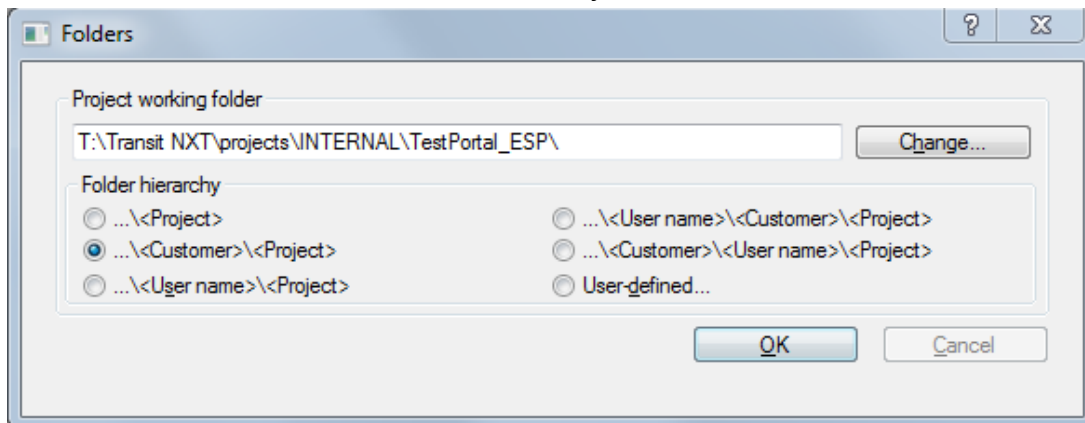 Folders
Project working folder
T:\Transit NXT\projects\INTERNAL\TestPortal_ESP\
Change...
Folder hierarchy
...\<Project>
...\<User name>\<Customer>\<Project>
...\<Customer>\<Project>
...\<Customer>\<User name>\<Project>
...\<User name>\<Project>
User-defined...
OK
Cancel